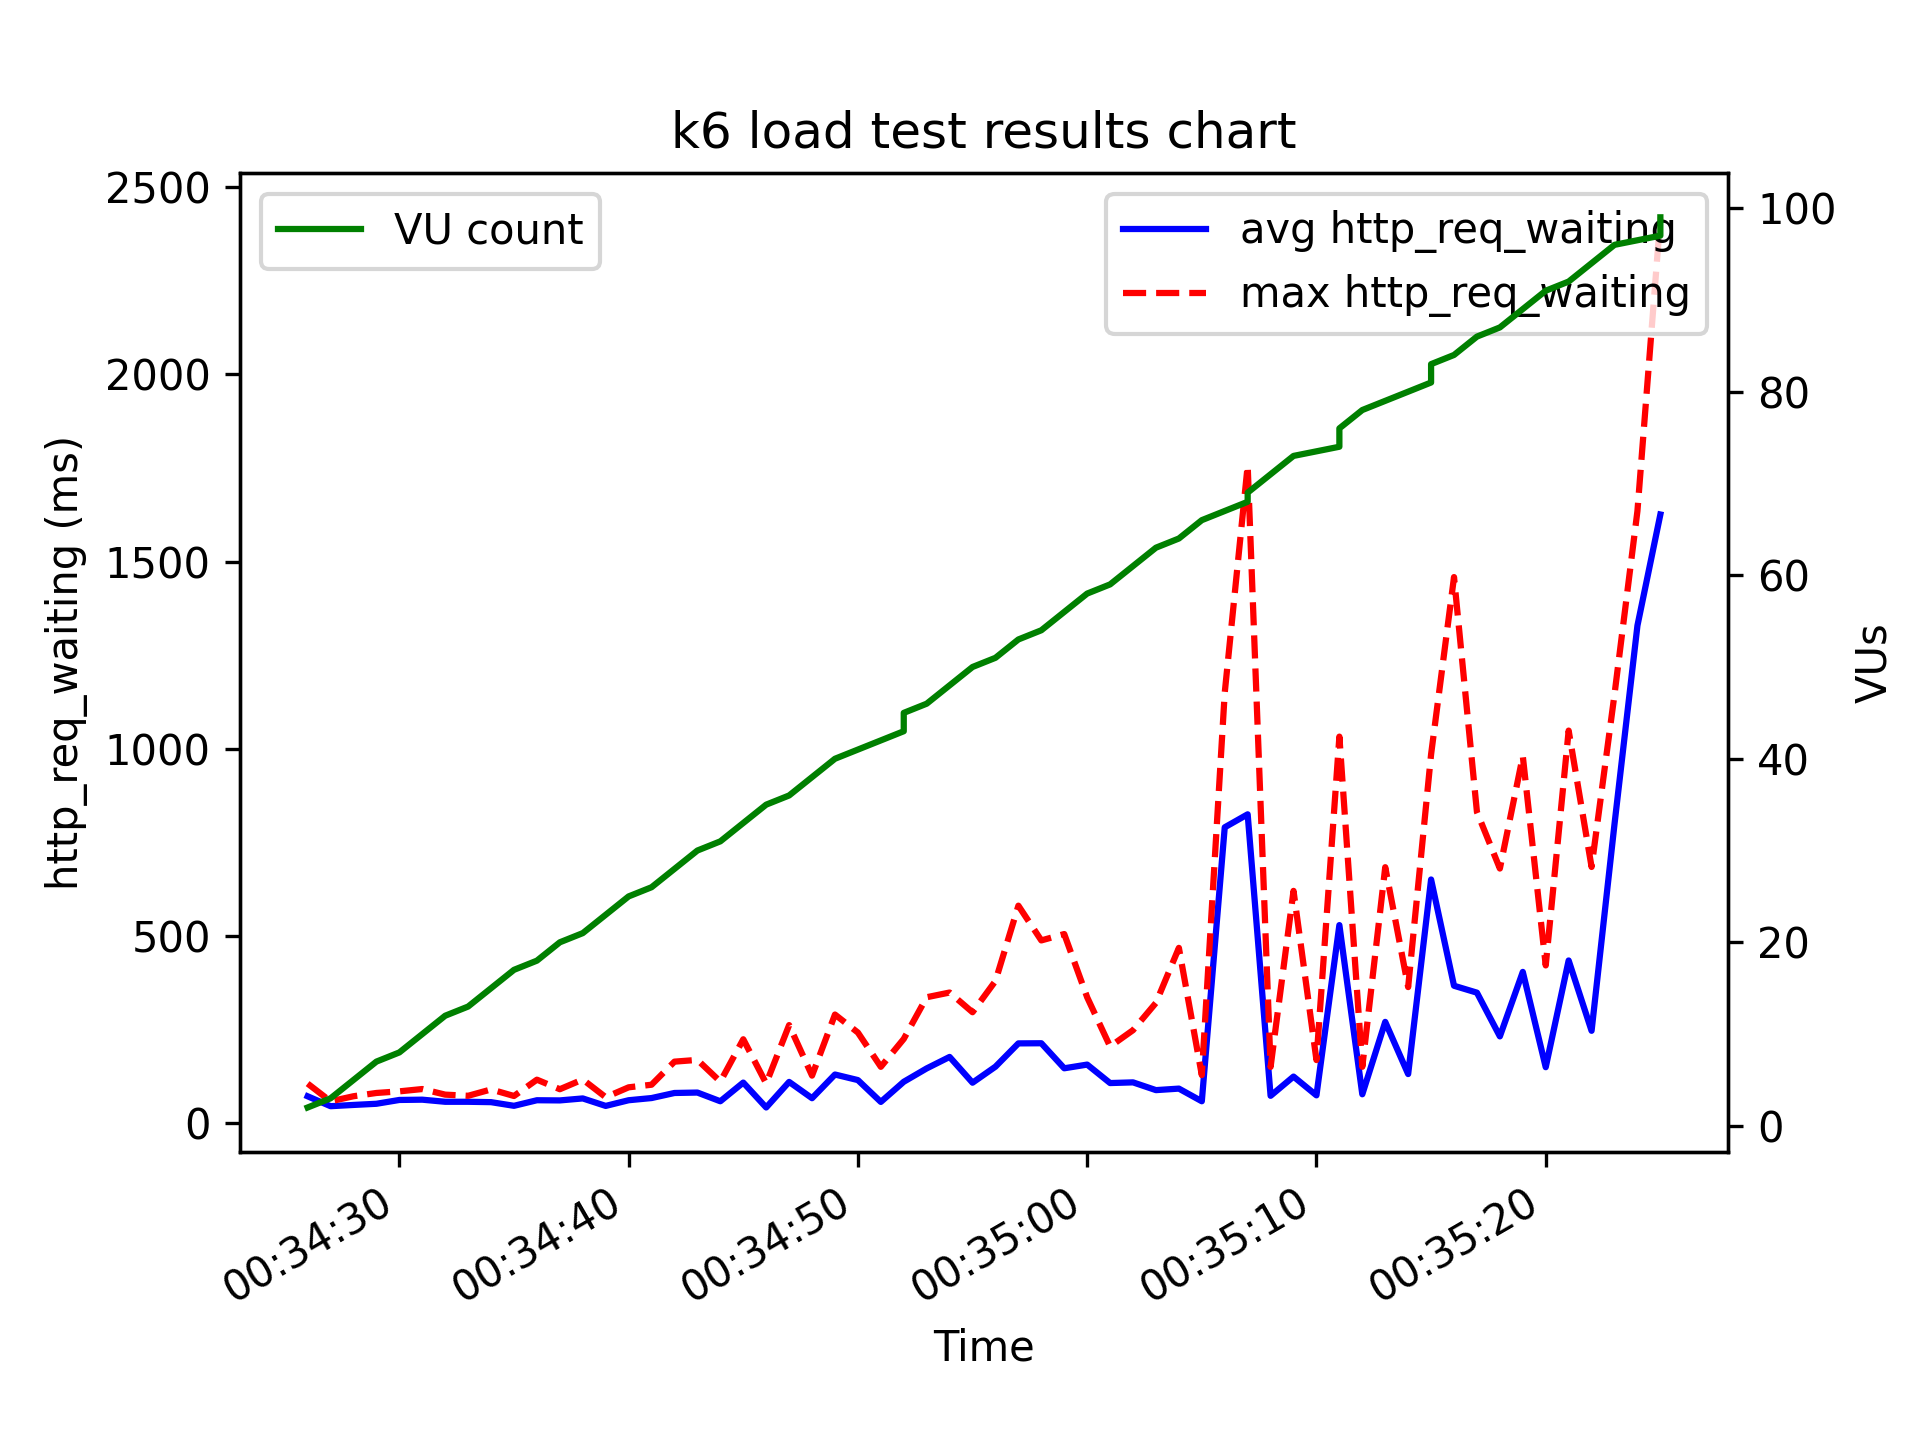 k6 load test results chart
2500
2000
1500
1000
500
0
http_req_waiting (ms)
VU count
avg http_req_waiting
max http_req_waiting
100
80
60
40
20
0
VUs
00:34:30
00:34:40
00:34:50
00:35:00
00:35:10
00:35:20
Time